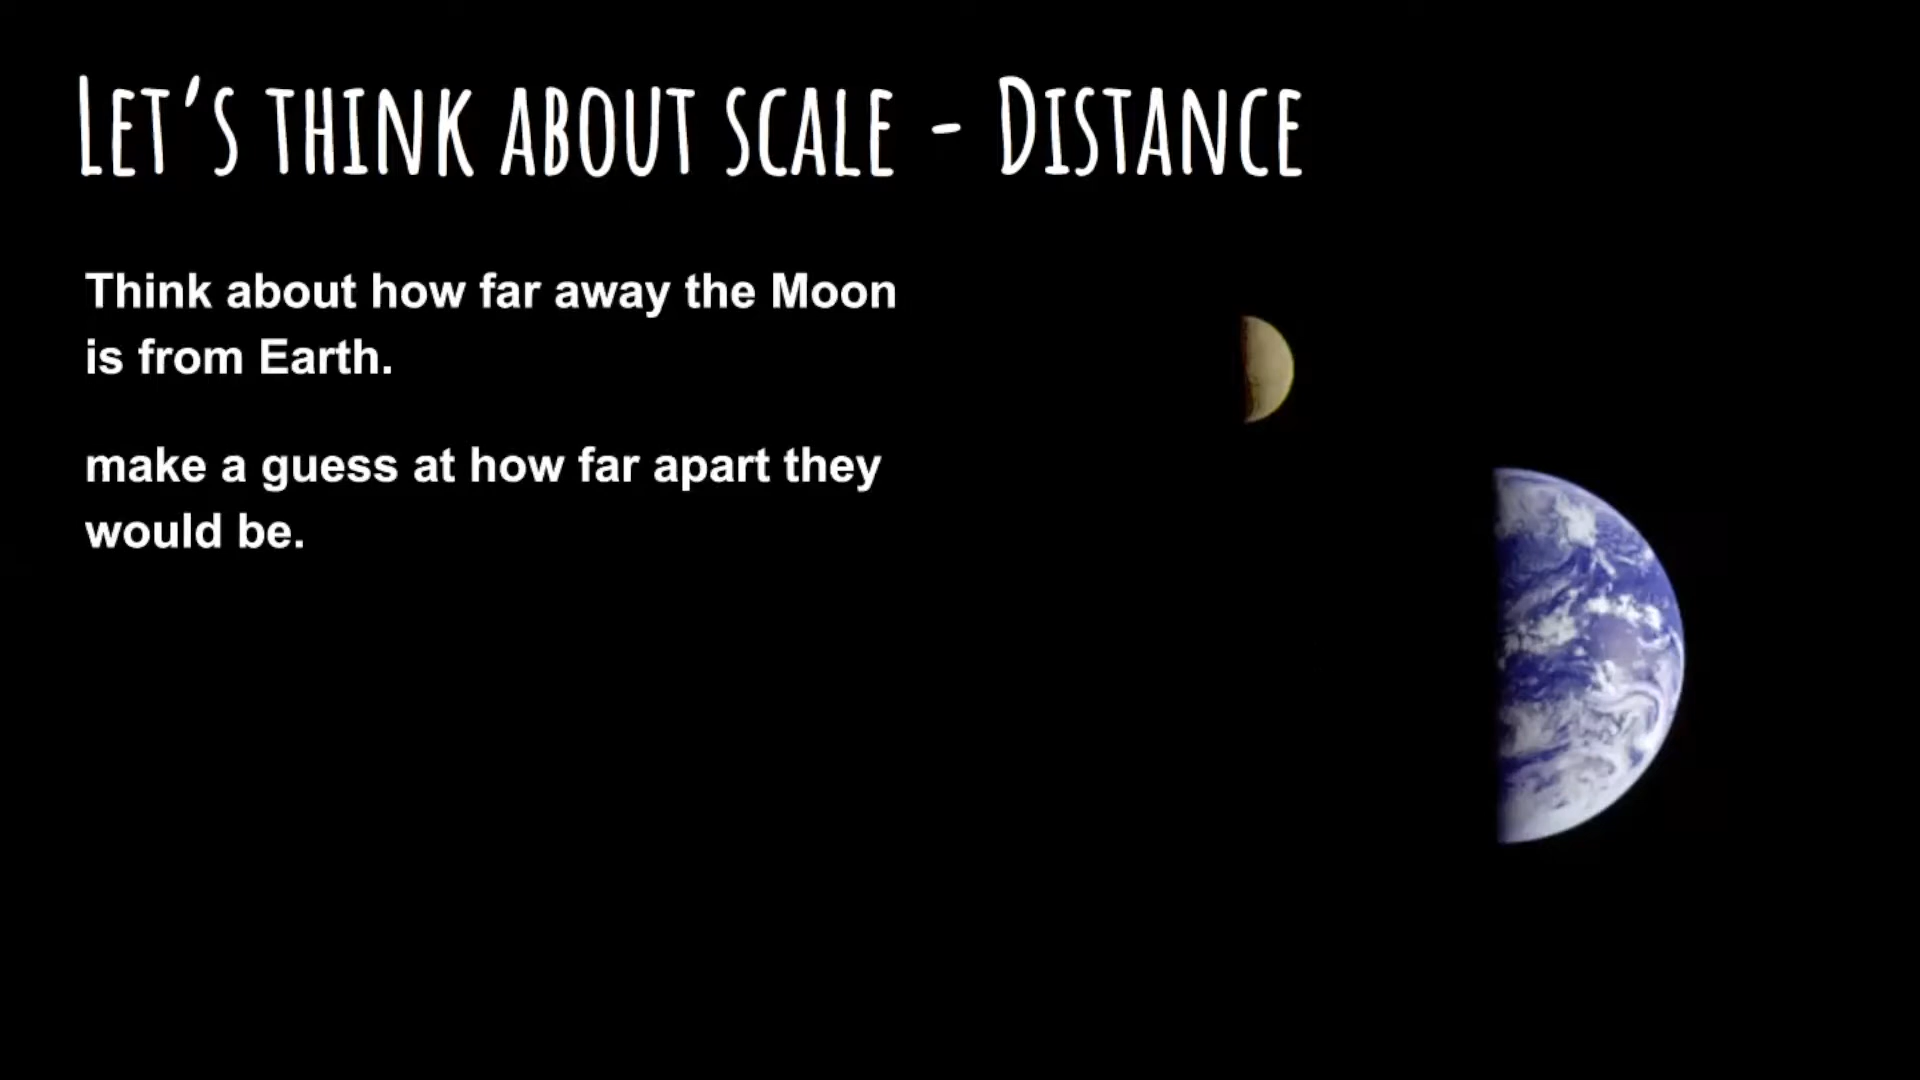 Let's think about scale - Distance
Think about how far away the Moon
is from Earth.
make a guess at how far apart they
would be.